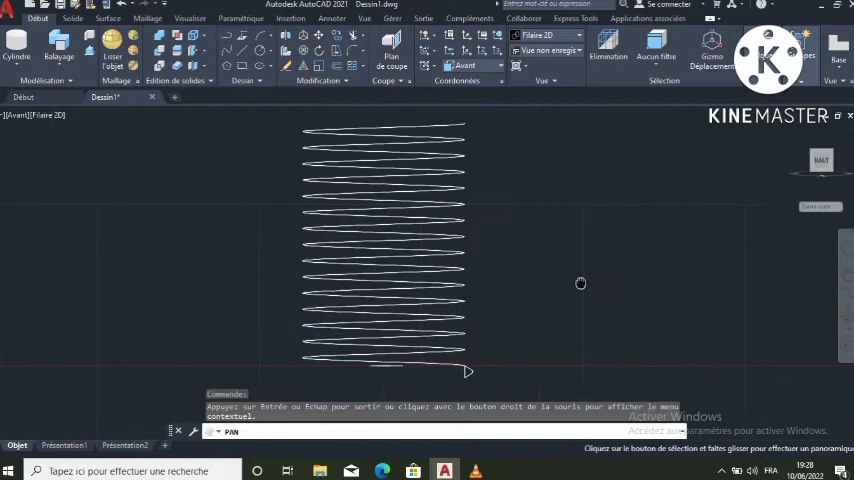 Autodesk AutoCAD 2021 Dessin1.dwg
Entrez mot-clé ou expression
Se connecter
Début Insertion Surface Maillage Visualiser Paramétrique Insertion Annoter Vue Gérer Sortie Compléments Collaborer Express Tools Applications associées
Filaire 2D
Vue non enregis
Avant
Cylindre
Balayage
Lisser
l'objet
Plan
de coupe
Elimination
Aucun filtre
Gizmo
Déplacement
K
Modélisation
Maillage
Edition de solides
Dessin
Modification
Coupe
Coordonnées
Vue
Sélection
KINEMASTER
Début
Dessin1*
[Avant][Filaire 2D]
HAUT
Sans nom
Commande:
Appuyez sur Entrée ou Echap pour sortir ou cliquez avec le bouton droit de la souris pour afficher le menu
contextuel.
PAN
Activer Windows
Accédez aux paramètres pour activer Windows.
Objet
Présentation1
Présentation2
Cliquez sur le bouton de sélection et faites glisser pour effectuer un panoramique
Tapez ici pour effectuer une recherche
FRA
19:28
10/06/2022
4